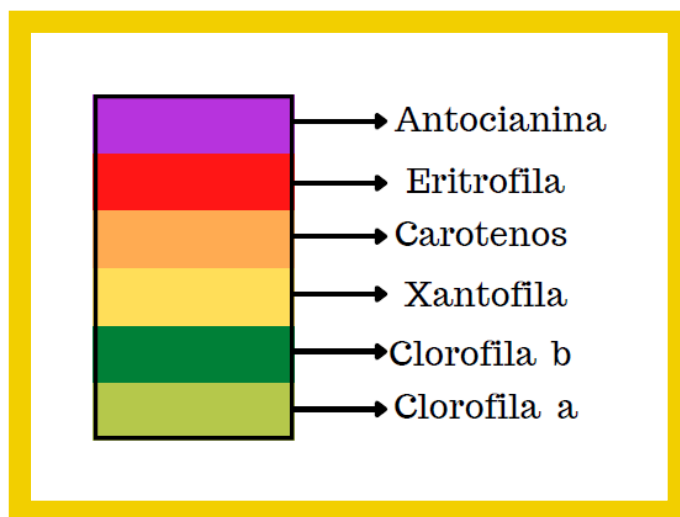 Antocianina
Eritrofila
Carotenos
Xantofila
Clorofila b
Clorofila a